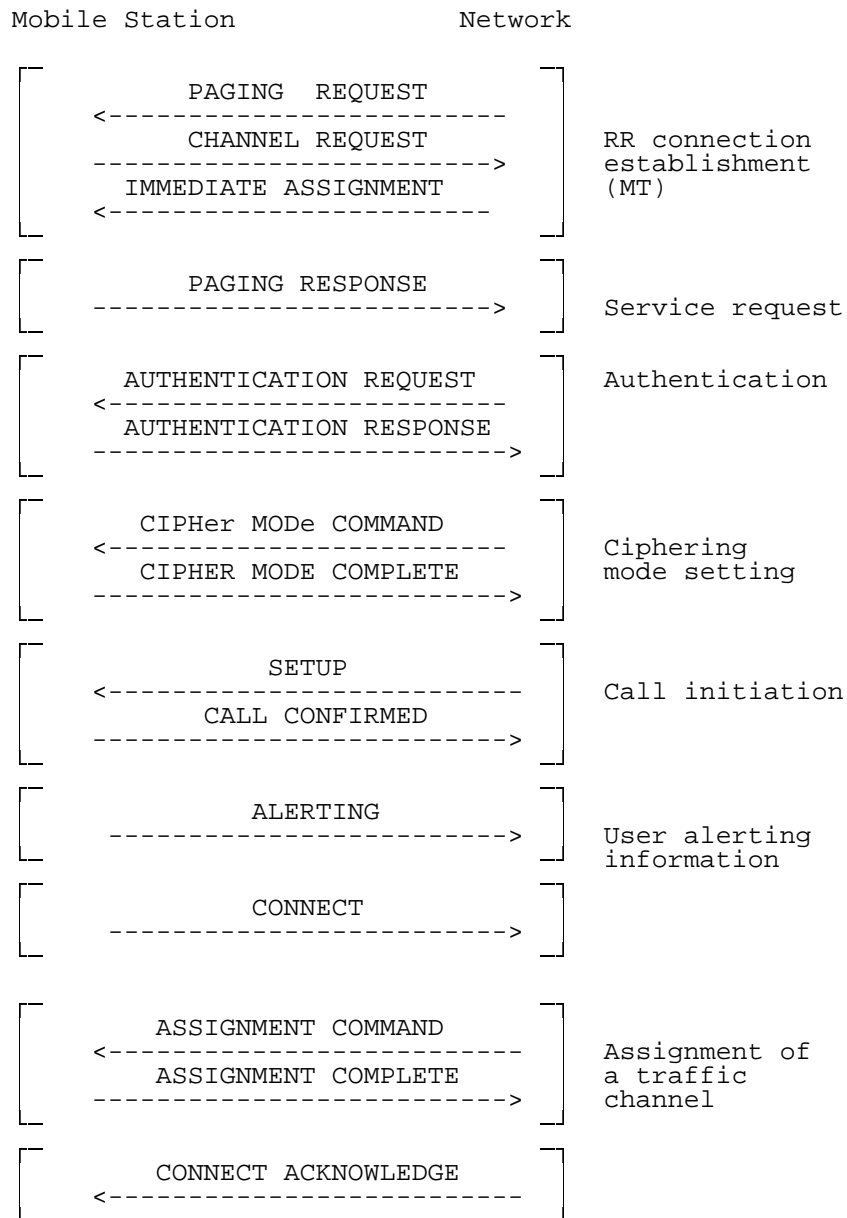 Mobile Station Network
PAGING REQUEST
<-------------------------
CHANNEL REQUEST
RR connection
------------------------->
establishment
IMMEDIATE ASSIGNMENT
(MT)
<------------------------
PAGING RESPONSE
------------------------->
Service request
AUTHENTICATION REQUEST
Authentication
<-------------------------
AUTHENTICATION RESPONSE
-------------------------->
CIPHer MODe COMMAND
<-------------------------
Ciphering
CIPHER MODE COMPLETE
mode setting
-------------------------->
SETUP
<--------------------------
Call initiation
CALL CONFIRMED
-------------------------->
ALERTING
------------------------->
User alerting
information
CONNECT
------------------------->
ASSIGNMENT COMMAND
<--------------------------
Assignment of
ASSIGNMENT COMPLETE
a traffic
-------------------------->
channel
CONNECT ACKNOWLEDGE
<--------------------------